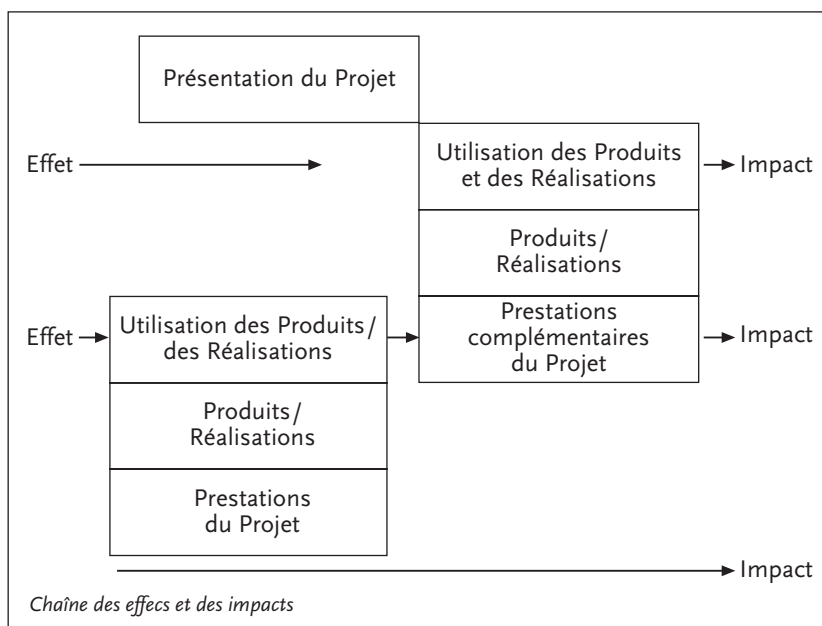 Présentation du Projet
Effet
Utilisation des Produits
et des Réalisations
Impact
Produits/
Réalisations
Effet
Utilisation des Produits/
des Réalisations
Prestations
complémentaires
du Projet
Impact
Produits/
Réalisations
Prestations
du Projet
Impact
Chaîne des effecs et des impacts